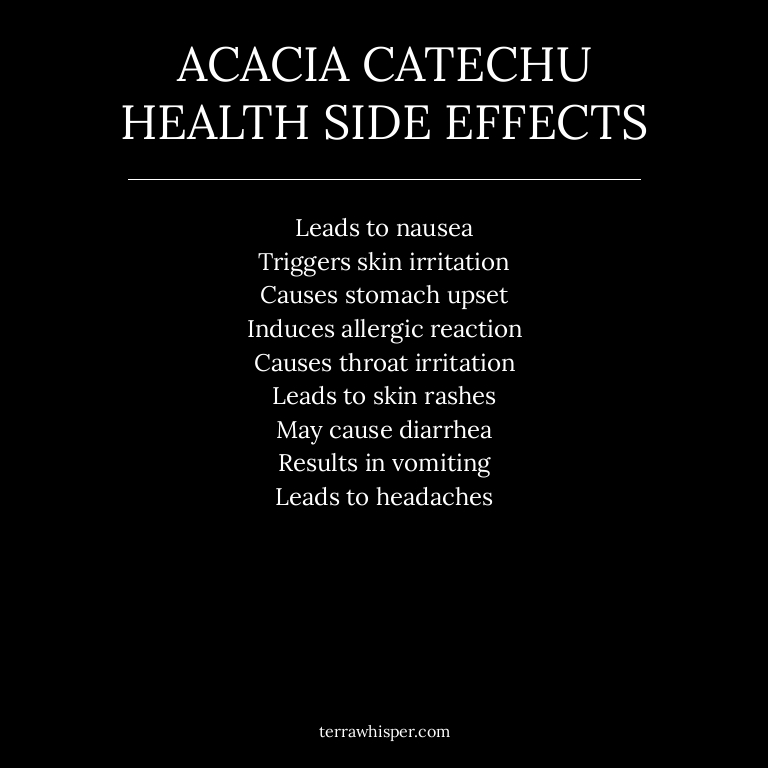 ACACIA CATECHU
HEALTH SIDE EFFECTS
Leads to nausea
Triggers skin irritation
Causes stomach upset
Induces allergic reaction
Causes throat irritation
Leads to skin rashes
May cause diarrhea
Results in vomiting
Leads to headaches
terrawhisper.com